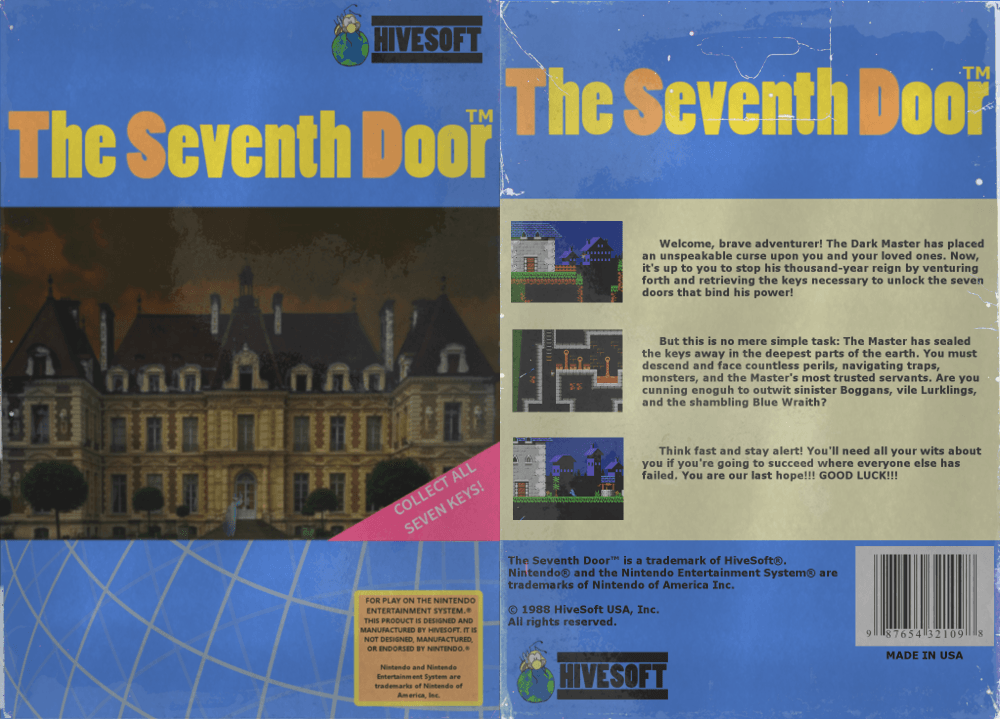 HIVESOFT
The Seventh Door™
COLLECT ALL
SEVEN KEYS!
FOR PLAY ON THE NINTENDO
ENTERTAINMENT SYSTEM.®
THIS PRODUCT IS DESIGNED AND
MANUFACTURED BY HIVESOFT. IT IS
NOT DESIGNED, MANUFACTURED,
OR ENDORSED BY NINTENDO.®
Nintendo and Nintendo
Entertainment System are
trademarks of Nintendo of
America, Inc.
The Seventh Door™
Welcome, brave adventurer! The Dark Master has placed
an unspeakable curse upon you and your loved ones. Now,
it's up to you to stop his thousand-year reign by venturing
forth and retrieving the keys necessary to unlock the seven
doors that bind his power!
But this is no mere simple task: The Master has sealed
the keys away in the deepest parts of the earth. You must
descend and face countless perils, navigating traps,
monsters, and the Master's most trusted servants. Are you
cunning enoguh to outwit sinister Boggans, vile Lurklings,
and the shambling Blue Wraith?
Think fast and stay alert! You'll need all your wits about
you if you're going to succeed where everyone else has
failed. You are our last hope!!! GOOD LUCK!!!
The Seventh Door™ is a trademark of HiveSoft®.
Nintendo® and the Nintendo Entertainment System® are
trademarks of Nintendo of America Inc.
© 1988 HiveSoft USA, Inc.
All rights reserved.
9 87654 32109 8
MADE IN USA
HIVESOFT